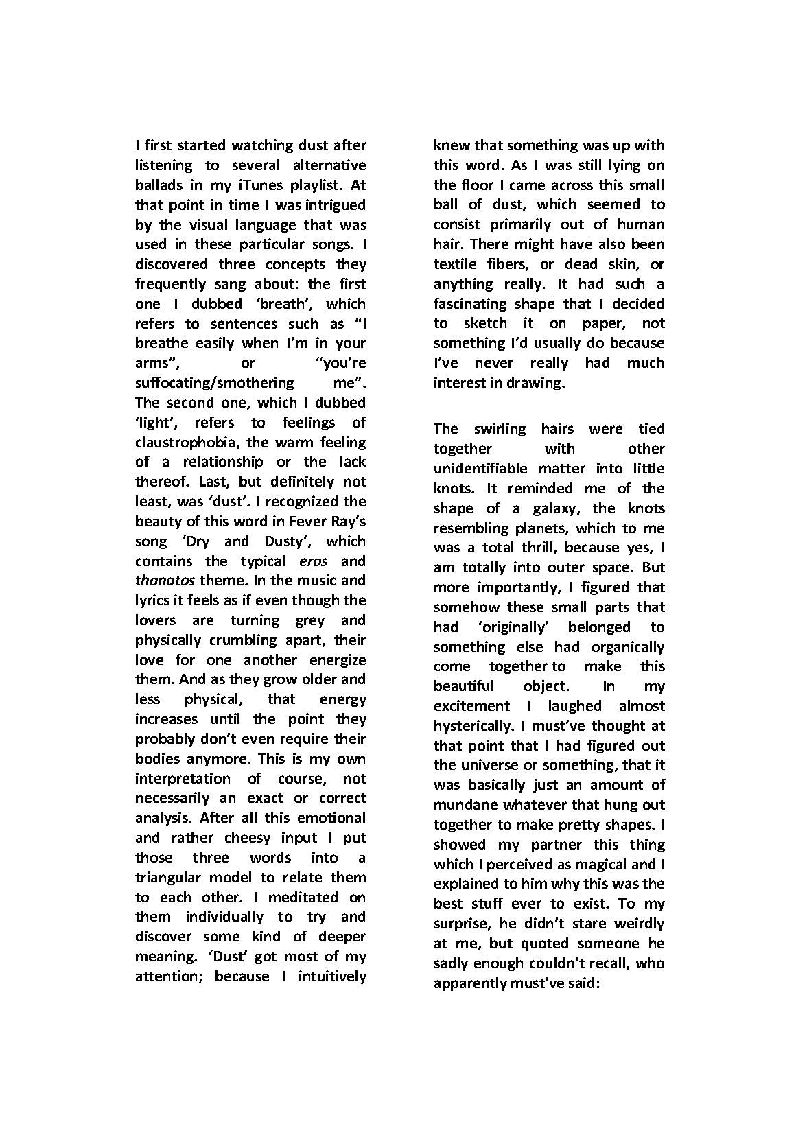 I first started watching dust after
listening to several alternative
ballads in my iTunes playlist. At
that point in time I was intrigued
by the visual language that was
used in these particular songs. I
discovered three concepts they
frequently sang about: the first
one I dubbed ‘breath’, which
refers to sentences such as “I
breathe easily when I’m in your
arms”, or “you’re
suffocating/smothering me”.
The second one, which I dubbed
‘light’, refers to feelings of
claustrophobia, the warm feeling
of a relationship or the lack
thereof. Last, but definitely not
least, was ‘dust’. I recognized the
beauty of this word in Fever Ray’s
song ‘Dry and Dusty’, which
contains the typical eros and
thanatos theme. In the music and
lyrics it feels as if even though the
lovers are turning grey and
physically crumbling apart, their
love for one another energize
them. And as they grow older and
less physical, that energy
increases until the point they
probably don’t even require their
bodies anymore. This is my own
interpretation of course, not
necessarily an exact or correct
analysis. After all this emotional
and rather cheesy input I put
those three words into a
triangular model to relate them
to each other. I meditated on
them individually to try and
discover some kind of deeper
meaning. ‘Dust’ got most of my
attention; because I intuitively
knew that something was up with
this word. As I was still lying on
the floor I came across this small
ball of dust, which seemed to
consist primarily out of human
hair. There might have also been
textile fibers, or dead skin, or
anything really. It had such a
fascinating shape that I decided
to sketch it on paper, not
something I’d usually do because
I’ve never really had much
interest in drawing.
The swirling hairs were tied
together with other
unidentifiable matter into little
knots. It reminded me of the
shape of a galaxy, the knots
resembling planets, which to me
was a total thrill, because yes, I
am totally into outer space. But
more importantly, I figured that
somehow these small parts that
had ‘originally’ belonged to
something else had organically
come together to make this
beautiful object. In my
excitement I laughed almost
hysterically. I must’ve thought at
that point that I had figured out
the universe or something, that it
was basically just an amount of
mundane whatever that hung out
together to make pretty shapes. I
showed my partner this thing
which I perceived as magical and I
explained to him why this was the
best stuff ever to exist. To my
surprise, he didn’t stare weirdly
at me, but quoted someone he
sadly enough couldn't recall, who
apparently must've said: